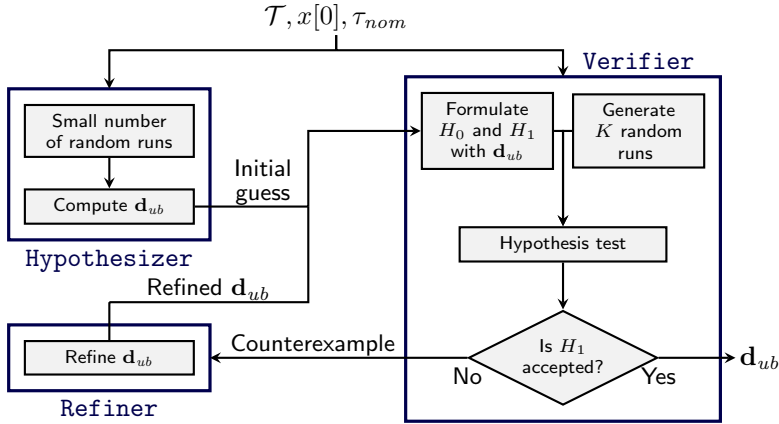 𝒯, x[0], τ_nom
Verifier
Small number
of random runs
Compute d_ub
Hypothesizer
Initial
guess
Formulate
H_0 and H_1
with d_ub
Generate
K random
runs
Hypothesis test
Refined d_ub
Refine d_ub
Refiner
Counterexample
Is H_1
accepted?
No
Yes
d_ub